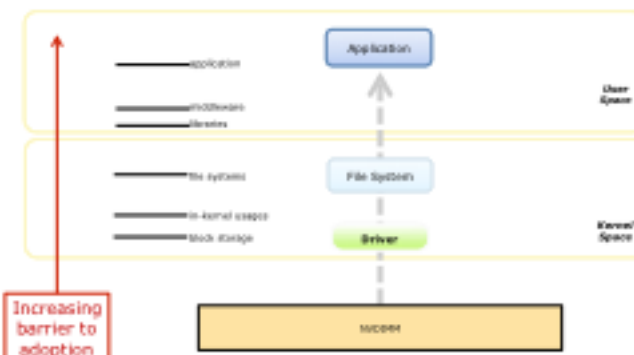 Application
application
User
Space
middleware
libraries
file systems
File System
in-kernel usages
Kernel
Space
block storage
Driver
Increasing
barrier to
adoption
NVDIMM